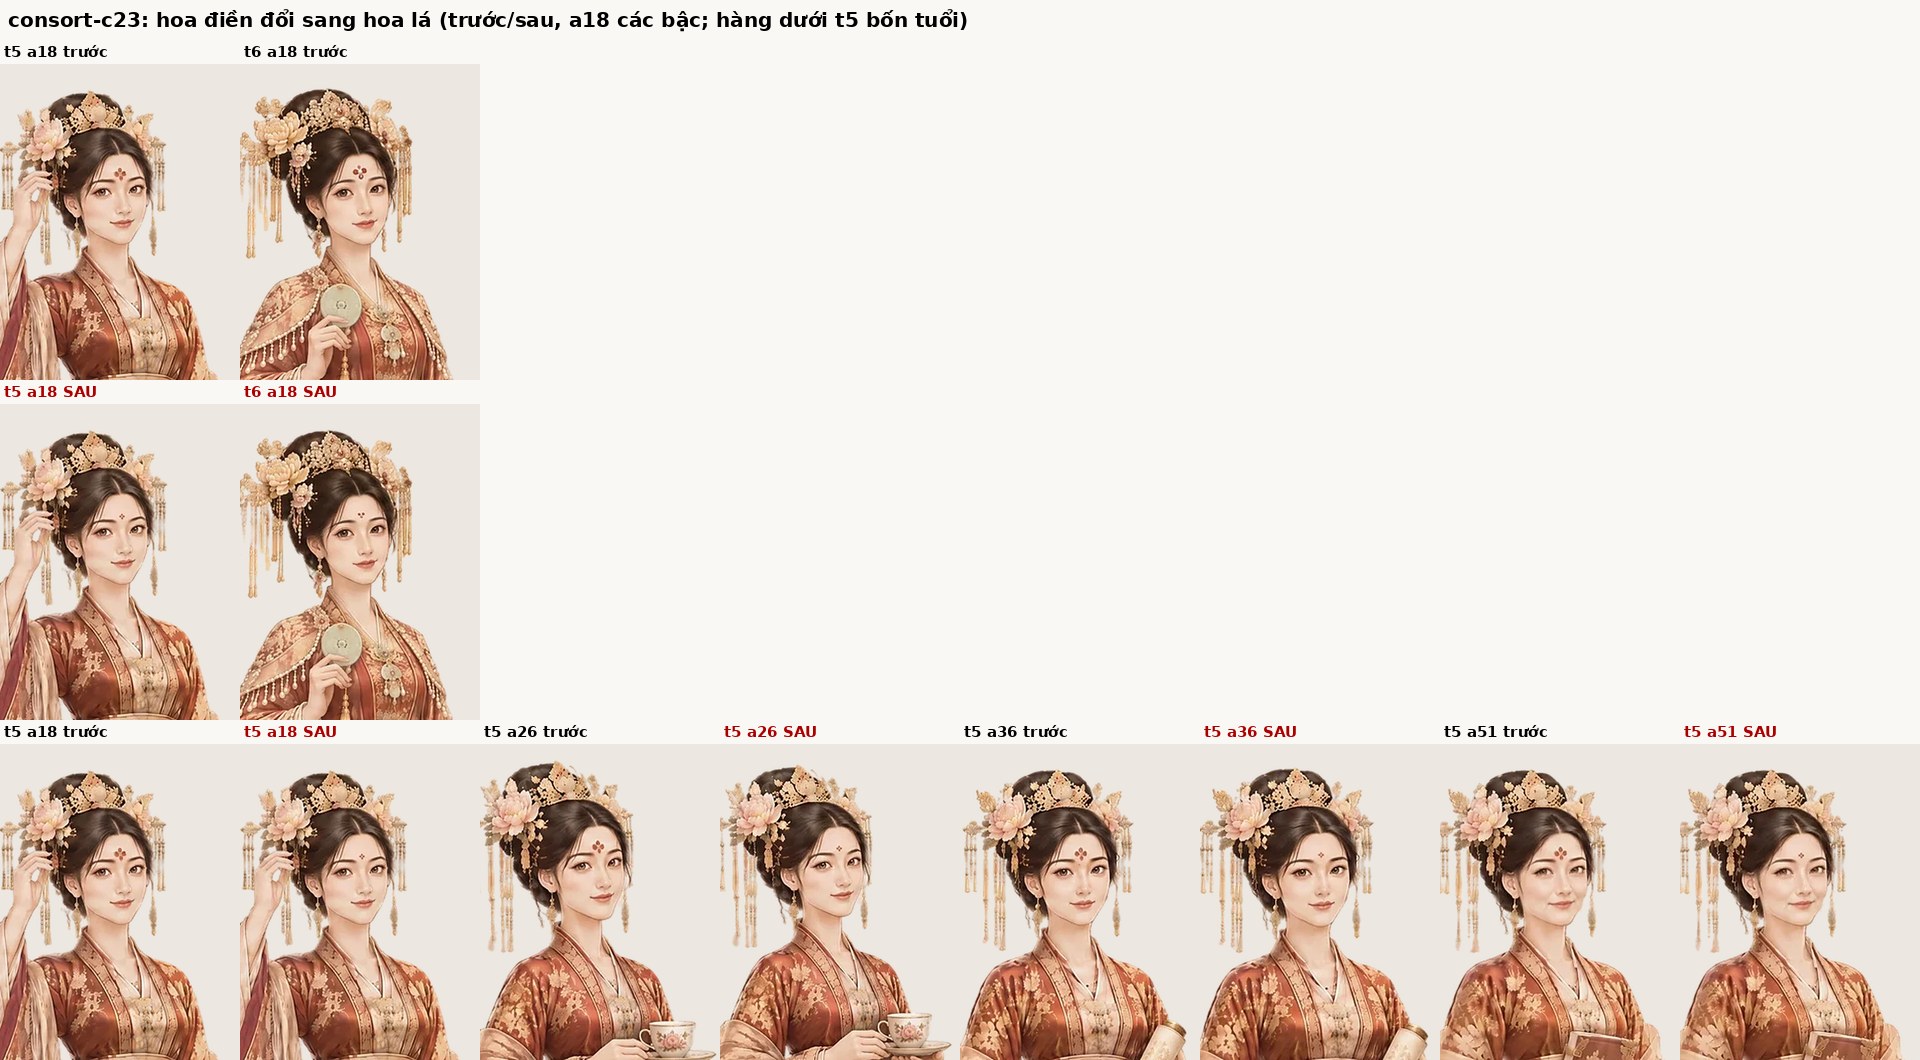 consort-c23: hoa điền đổi sang hoa lá (trước/sau, a18 các bậc; hàng dưới t5 bốn tuổi)
t5 a18 trước
t6 a18 trước
t5 a18 SAU
t6 a18 SAU
t5 a18 trước
t5 a18 SAU
t5 a26 trước
t5 a26 SAU
t5 a36 trước
t5 a36 SAU
t5 a51 trước
t5 a51 SAU